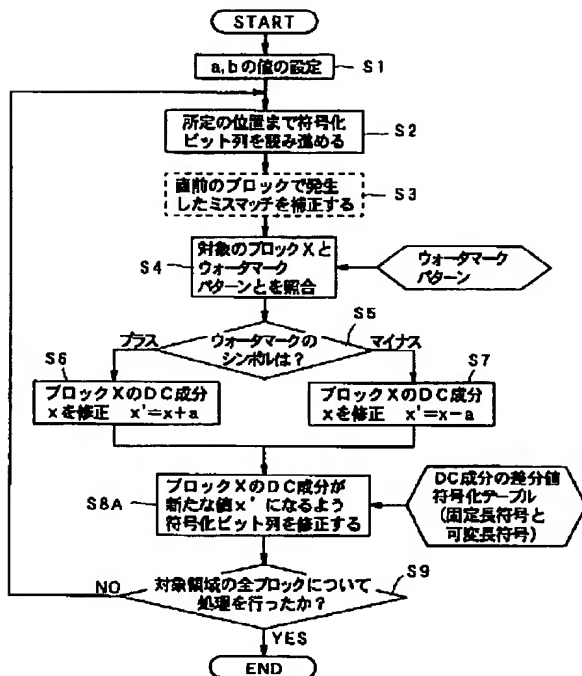 START
a,bの値の設定
S1
所定の位置まで符号化
ビット列を読み進める
S2
直前のブロックで発生
したミスマッチを補正する
S3
S4
対象のブロックXと
ウォータマーク
パターンとを照合
ウォータマーク
パターン
S5
プラス
ウォータマークの
シンボルは?
マイナス
S6
ブロックXのDC成分
xを修正 x'=x+a
S7
ブロックXのDC成分
xを修正 x'=x-a
S8A
ブロックXのDC成分が
新たな値x'になるよう
符号化ビット列を修正する
DC成分の差分値
符号化テーブル
(固定長符号と
可変長符号)
S9
NO
対象領域の全ブロックについて
処理を行ったか?
YES
END